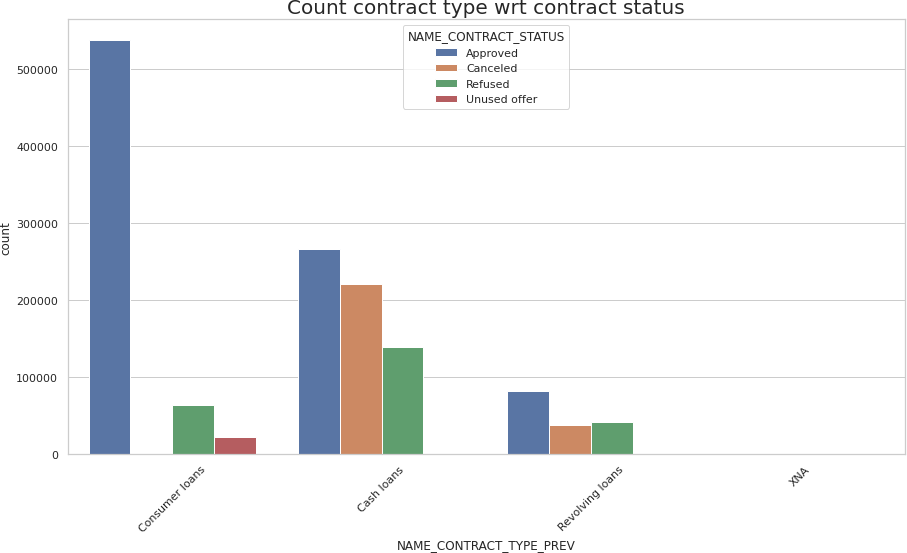 Count contract type wrt contract status
NAME_CONTRACT_STATUS
Approved
Canceled
Refused
Unused offer
500000
400000
300000
200000
100000
0
count
Consumer loans
Cash loans
Revolving loans
XNA
NAME_CONTRACT_TYPE_PREV